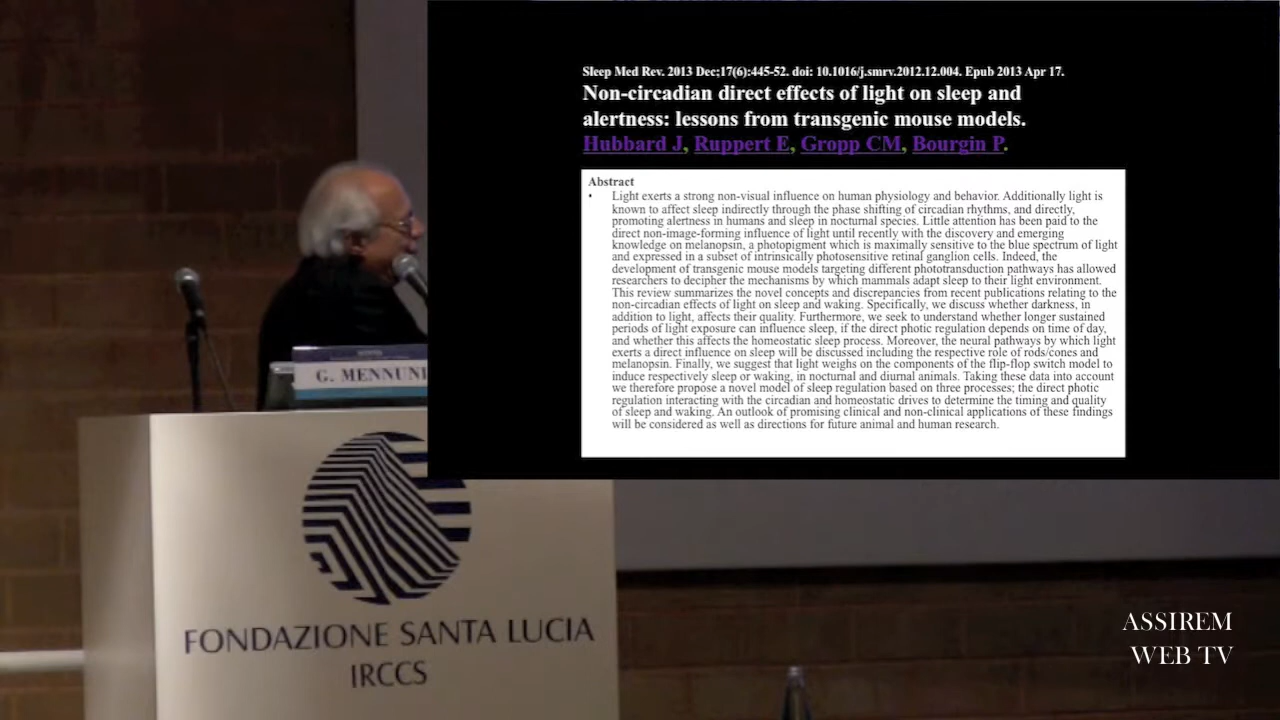 Sleep Med Rev. 2013 Dec;17(6):445-52. doi: 10.1016/j.smrv.2012.12.004. Epub 2013 Apr 17.
Non-circadian direct effects of light on sleep and
alertness: lessons from transgenic mouse models.
Hubbard J, Ruppert E, Gropp CM, Bourgin P.
Abstract
• Light exerts a strong non-visual influence on human physiology and behavior. Additionally light is
known to affect sleep indirectly through the phase shifting of circadian rhythms, and directly,
promoting alertness in humans and sleep in nocturnal species. Little attention has been paid to the
direct non-image-forming influence of light until recently with the discovery and emerging
knowledge on melanopsin, a photopigment which is maximally sensitive to the blue spectrum of light
and expressed in a subset of intrinsically photosensitive retinal ganglion cells. Indeed, the
development of transgenic mouse models targeting different phototransduction pathways has allowed
researchers to decipher the mechanisms by which mammals adapt sleep to their light environment.
This review summarizes the novel concepts and discrepancies from recent publications relating to the
non-circadian effects of light on sleep and waking. Specifically, we discuss whether darkness, in
addition to light, affects their quality. Furthermore, we seek to understand whether longer sustained
periods of light exposure can influence sleep, if the direct photic regulation depends on time of day,
and whether this affects the homeostatic sleep process. Moreover, the neural pathways by which light
exerts a direct influence on sleep will be discussed including the respective role of rods/cones and
melanopsin. Finally, we suggest that light weighs on the components of the flip-flop switch model to
induce respectively sleep or waking, in nocturnal and diurnal animals. Taking these data into account
we therefore propose a novel model of sleep regulation based on three processes; the direct photic
regulation interacting with the circadian and homeostatic drives to determine the timing and quality
of sleep and waking. An outlook of promising clinical and non-clinical applications of these findings
will be considered as well as directions for future animal and human research.
G. MENNUNI
FONDAZIONE SANTA LUCIA
IRCCS
ASSIREM
WEB TV